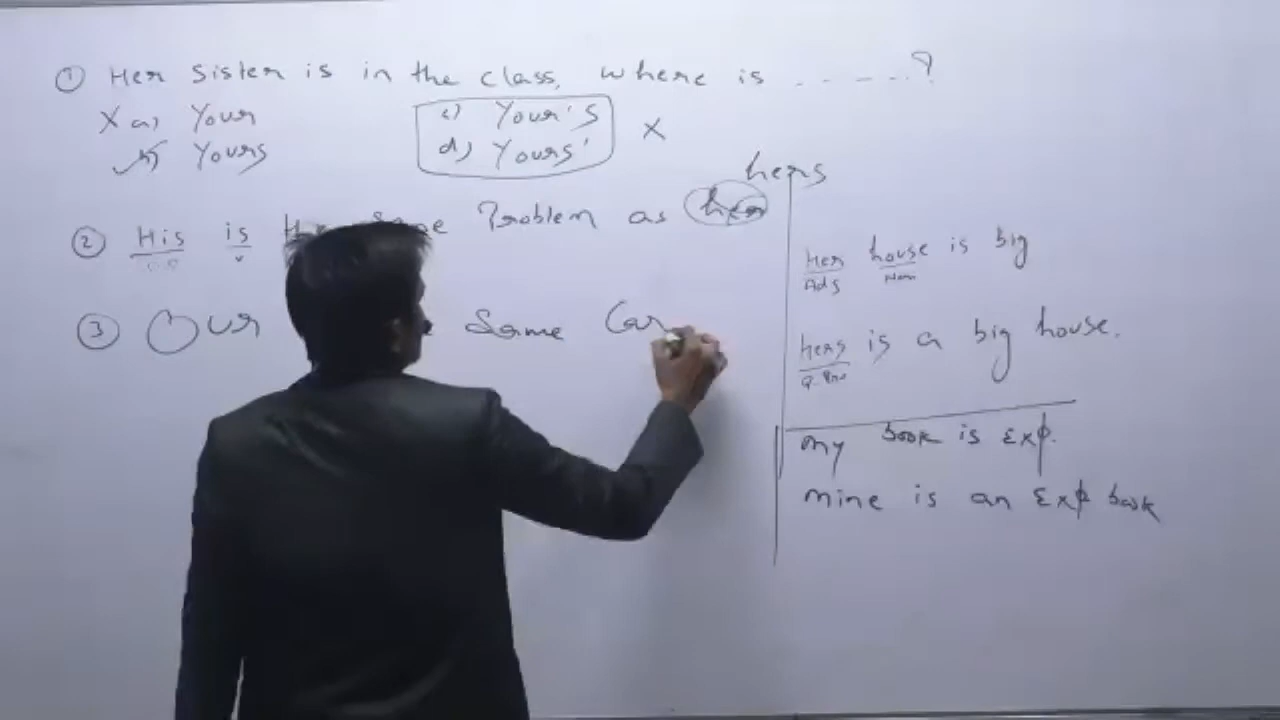 ① Her sister is in the class, where is ......?
X a) Your
b) Yours
c) Your's
d) Yours' X
hers
② His is Problem as her
③ Our Same Car
Her house is big
Adj Noun
hers is a big house.
my book is Exp.
mine is an Exp book